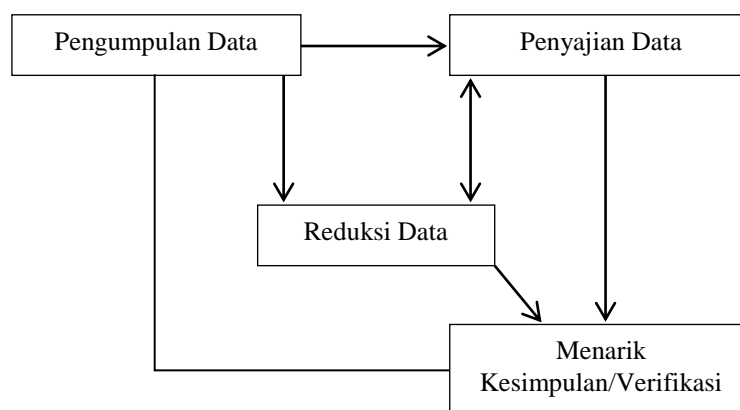 Pengumpulan Data
Penyajian Data
Reduksi Data
Menarik
Kesimpulan/Verifikasi